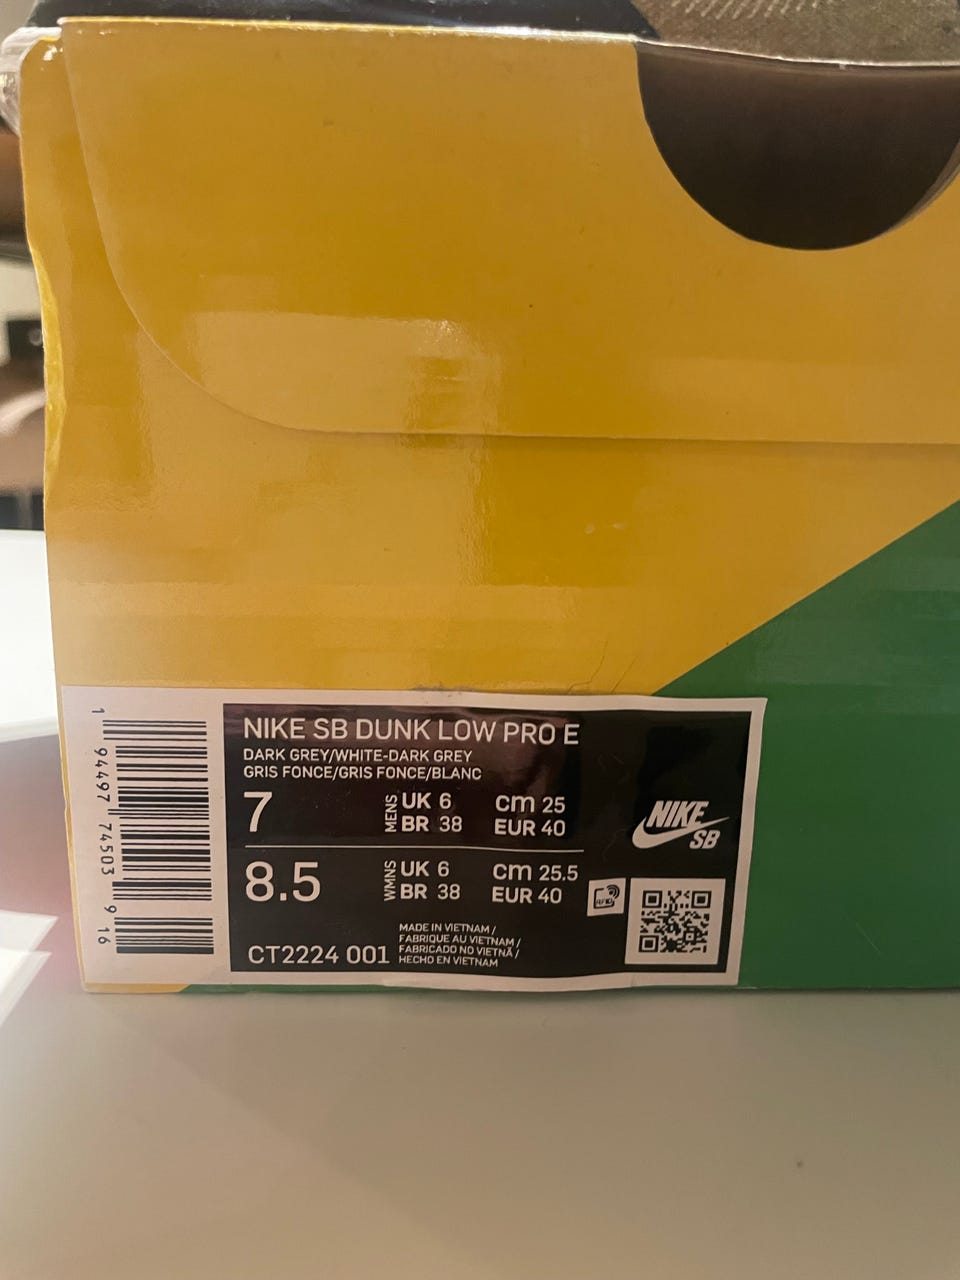 NIKE SB DUNK LOW PRO E
DARK GREY/WHITE-DARK GREY
GRIS FONCE/GRIS FONCE/BLANC
7 MENS UK 6 cm 25
BR 38 EUR 40
8.5 WMNS UK 6 cm 25.5
BR 38 EUR 40
CT2224 001
MADE IN VIETNAM /
FABRIQUE AU VIETNAM /
FABRICADO NO VIETNÃ /
HECHO EN VIETNAM
NIKE
SB
RFID
1 94497 74503 9 16